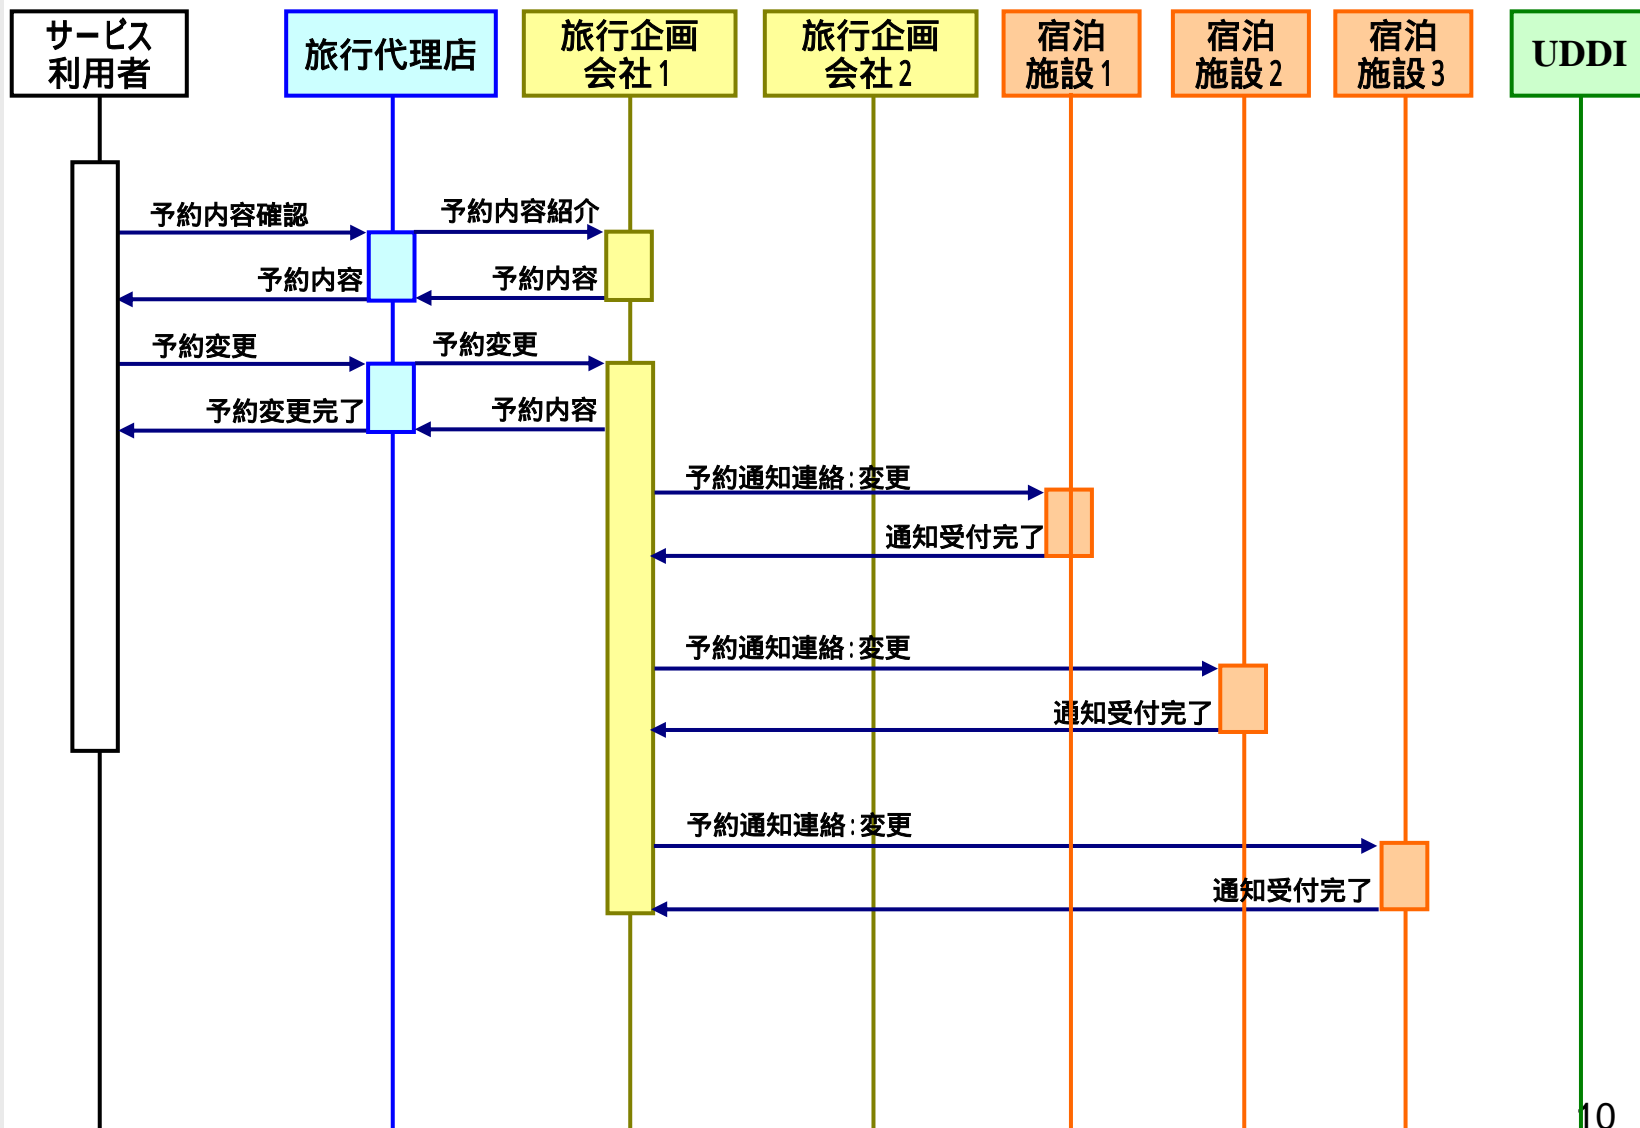 サービス
利用者
旅行代理店
旅行企画
会社1
旅行企画
会社2
宿泊
施設1
宿泊
施設2
宿泊
施設3
UDDI
予約内容確認
予約内容紹介
予約内容
予約内容
予約変更
予約変更
予約変更完了
予約内容
予約通知連絡:変更
通知受付完了
予約通知連絡:変更
通知受付完了
予約通知連絡:変更
通知受付完了
10